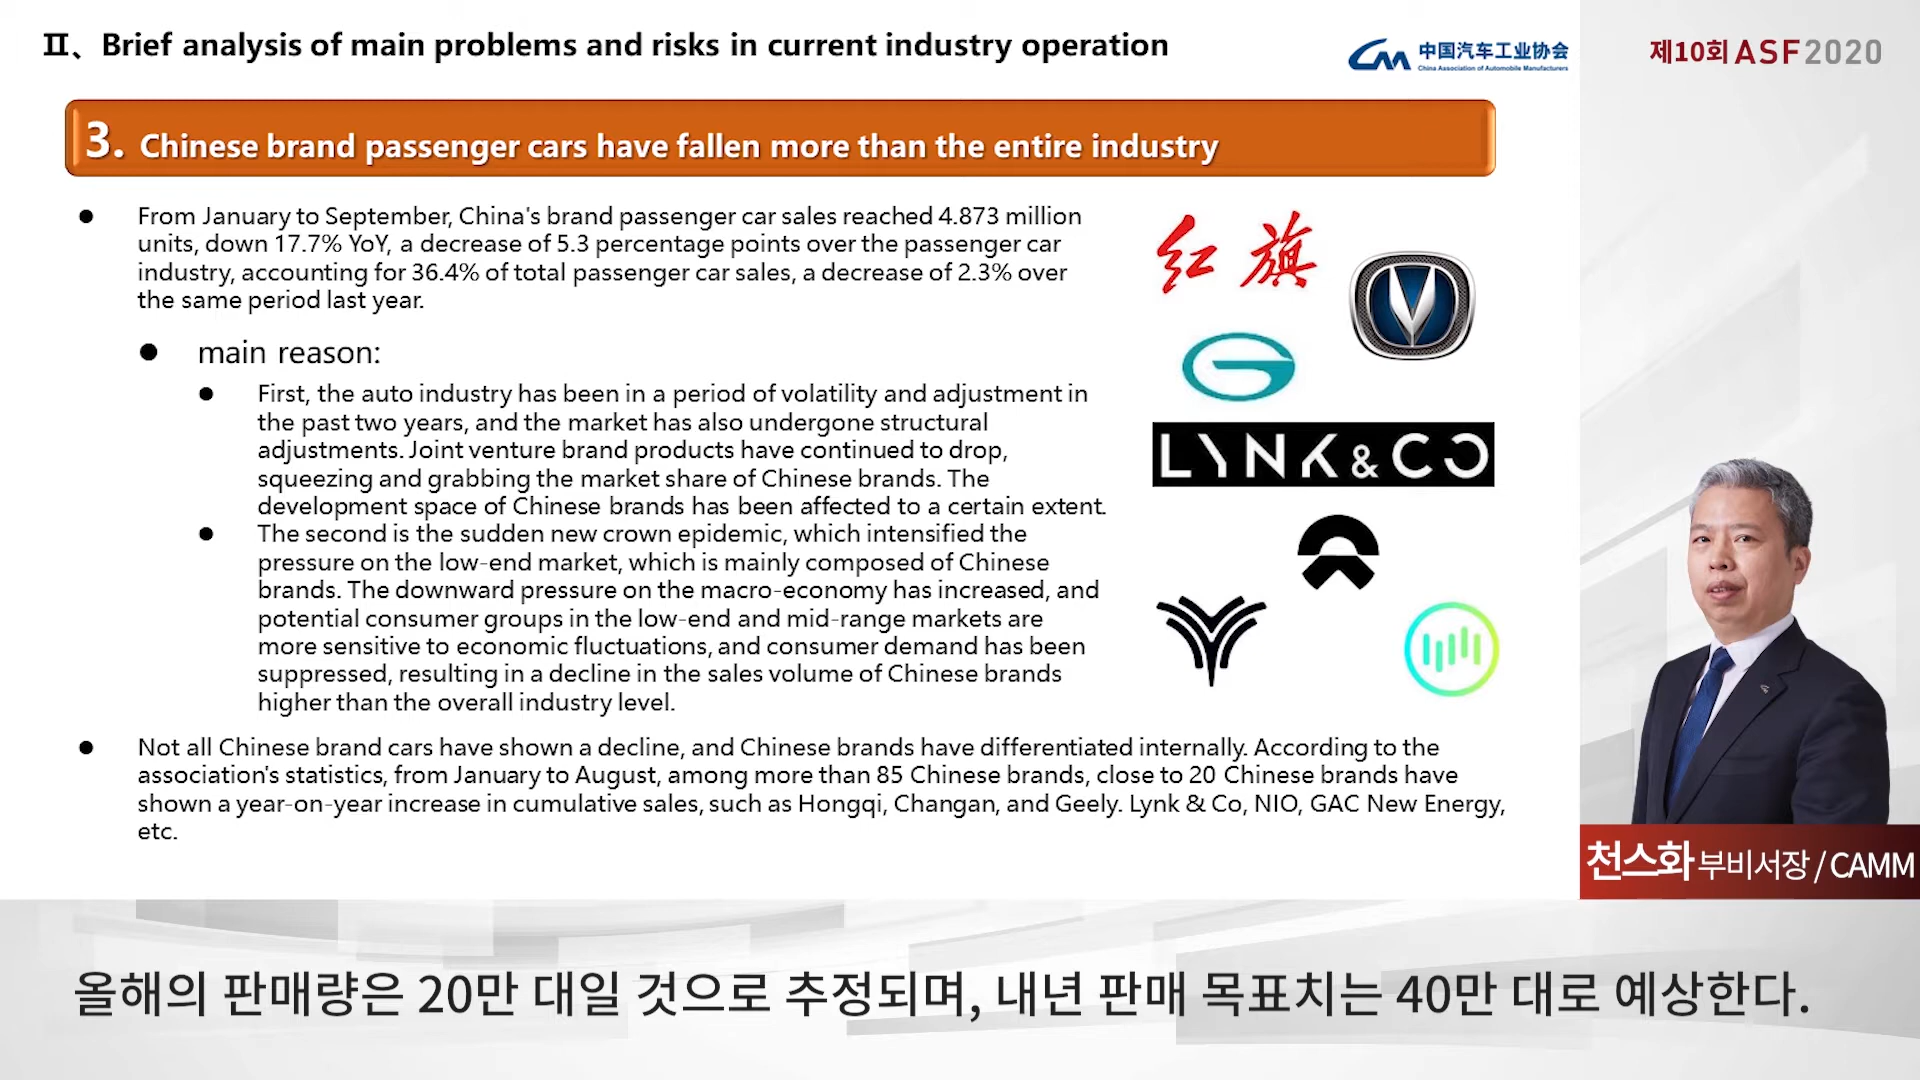 II、Brief analysis of main problems and risks in current industry operation
中国汽车工业协会
China Association of Automobile Manufacturers
제10회 ASF2020
3. Chinese brand passenger cars have fallen more than the entire industry
From January to September, China's brand passenger car sales reached 4.873 million
units, down 17.7% YoY, a decrease of 5.3 percentage points over the passenger car
industry, accounting for 36.4% of total passenger car sales, a decrease of 2.3% over
the same period last year.
main reason:
First, the auto industry has been in a period of volatility and adjustment in
the past two years, and the market has also undergone structural
adjustments. Joint venture brand products have continued to drop,
squeezing and grabbing the market share of Chinese brands. The
development space of Chinese brands has been affected to a certain extent.
The second is the sudden new crown epidemic, which intensified the
pressure on the low-end market, which is mainly composed of Chinese
brands. The downward pressure on the macro-economy has increased, and
potential consumer groups in the low-end and mid-range markets are
more sensitive to economic fluctuations, and consumer demand has been
suppressed, resulting in a decline in the sales volume of Chinese brands
higher than the overall industry level.
Not all Chinese brand cars have shown a decline, and Chinese brands have differentiated internally. According to the
association's statistics, from January to August, among more than 85 Chinese brands, close to 20 Chinese brands have
shown a year-on-year increase in cumulative sales, such as Hongqi, Changan, and Geely. Lynk & Co, NIO, GAC New Energy,
etc.
红旗
LYNK & CO
천스화 부비서장 / CAMM
올해의 판매량은 20만 대일 것으로 추정되며, 내년 판매 목표치는 40만 대로 예상한다.